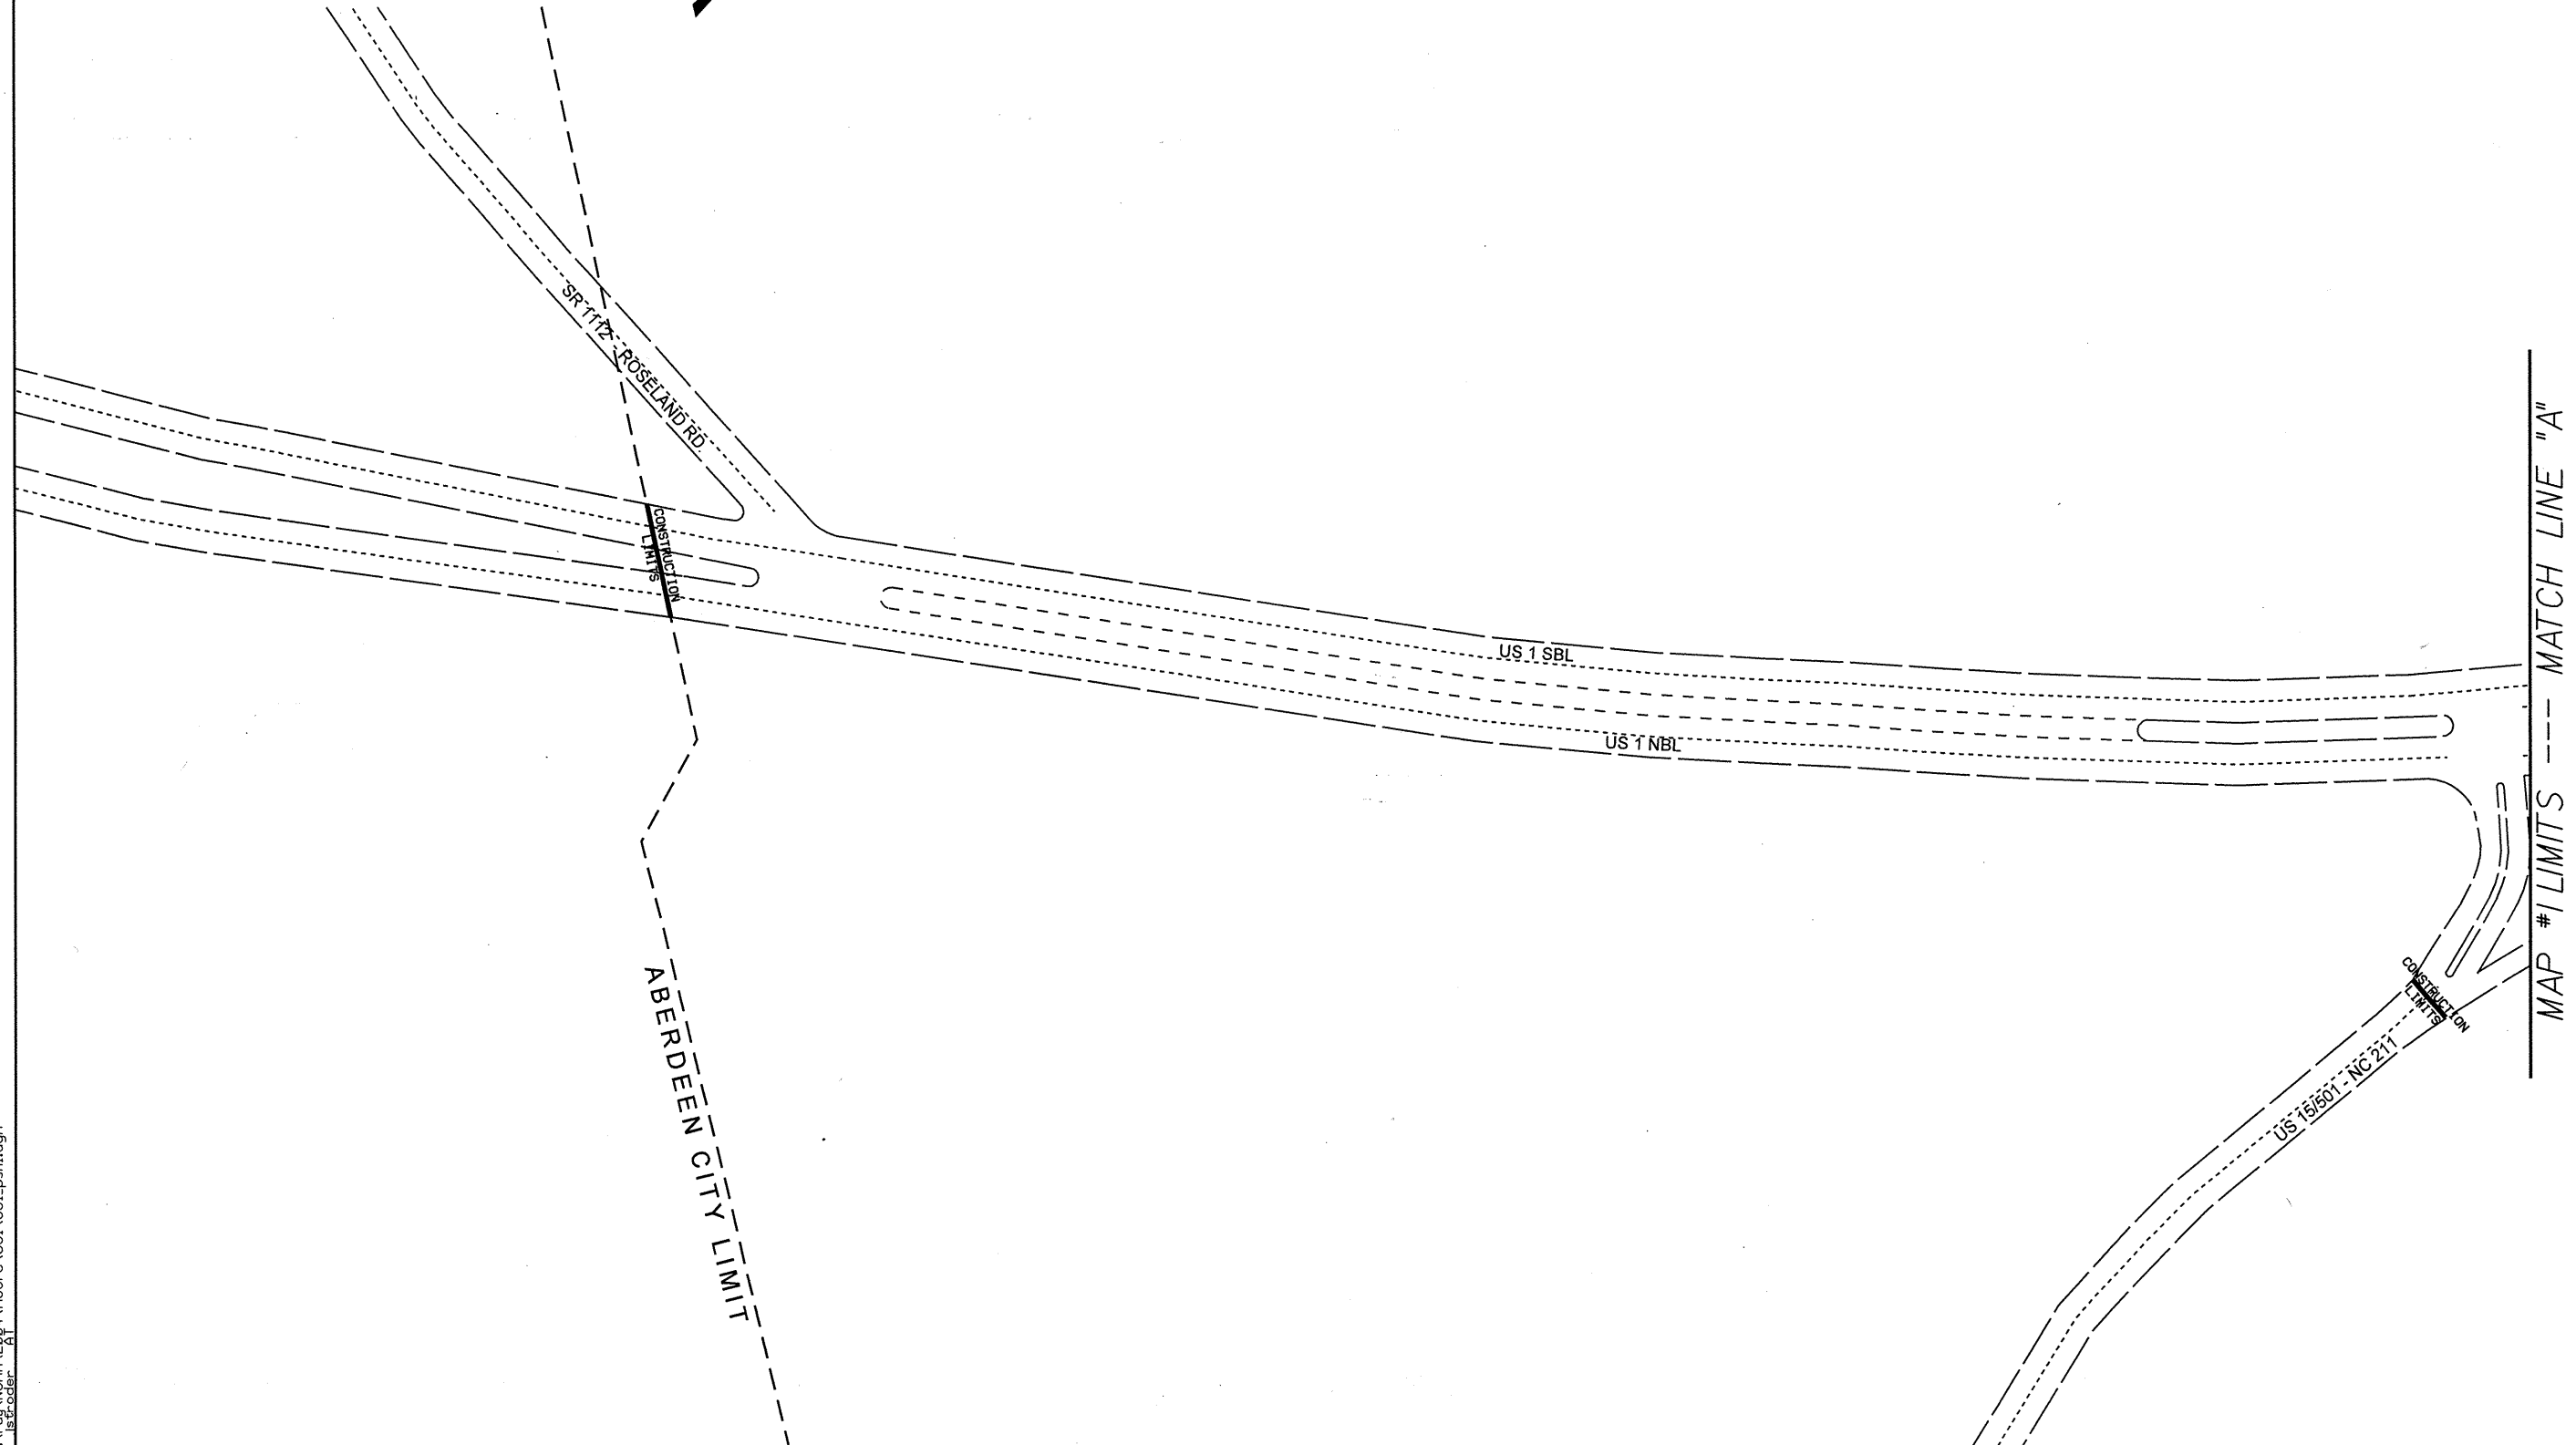 SR 1112 - ROSELAND RD.
CONSTRUCTION
LIMITS
US 1 SBL
US 1 NBL
MAP #1 LIMITS --- MATCH LINE "A"
CONSTRUCTION
LIMITS
US 15/501 - NC 211
ABERDEEN CITY LIMIT
AT